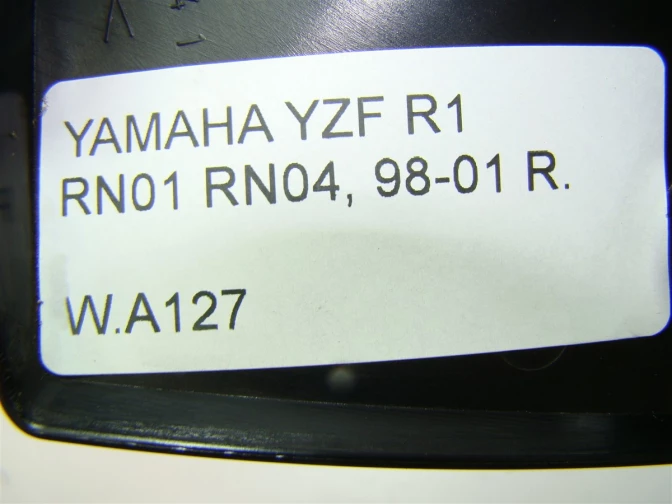 YAMAHA YZF R1
RN01 RN04, 98-01 R.
W.A127